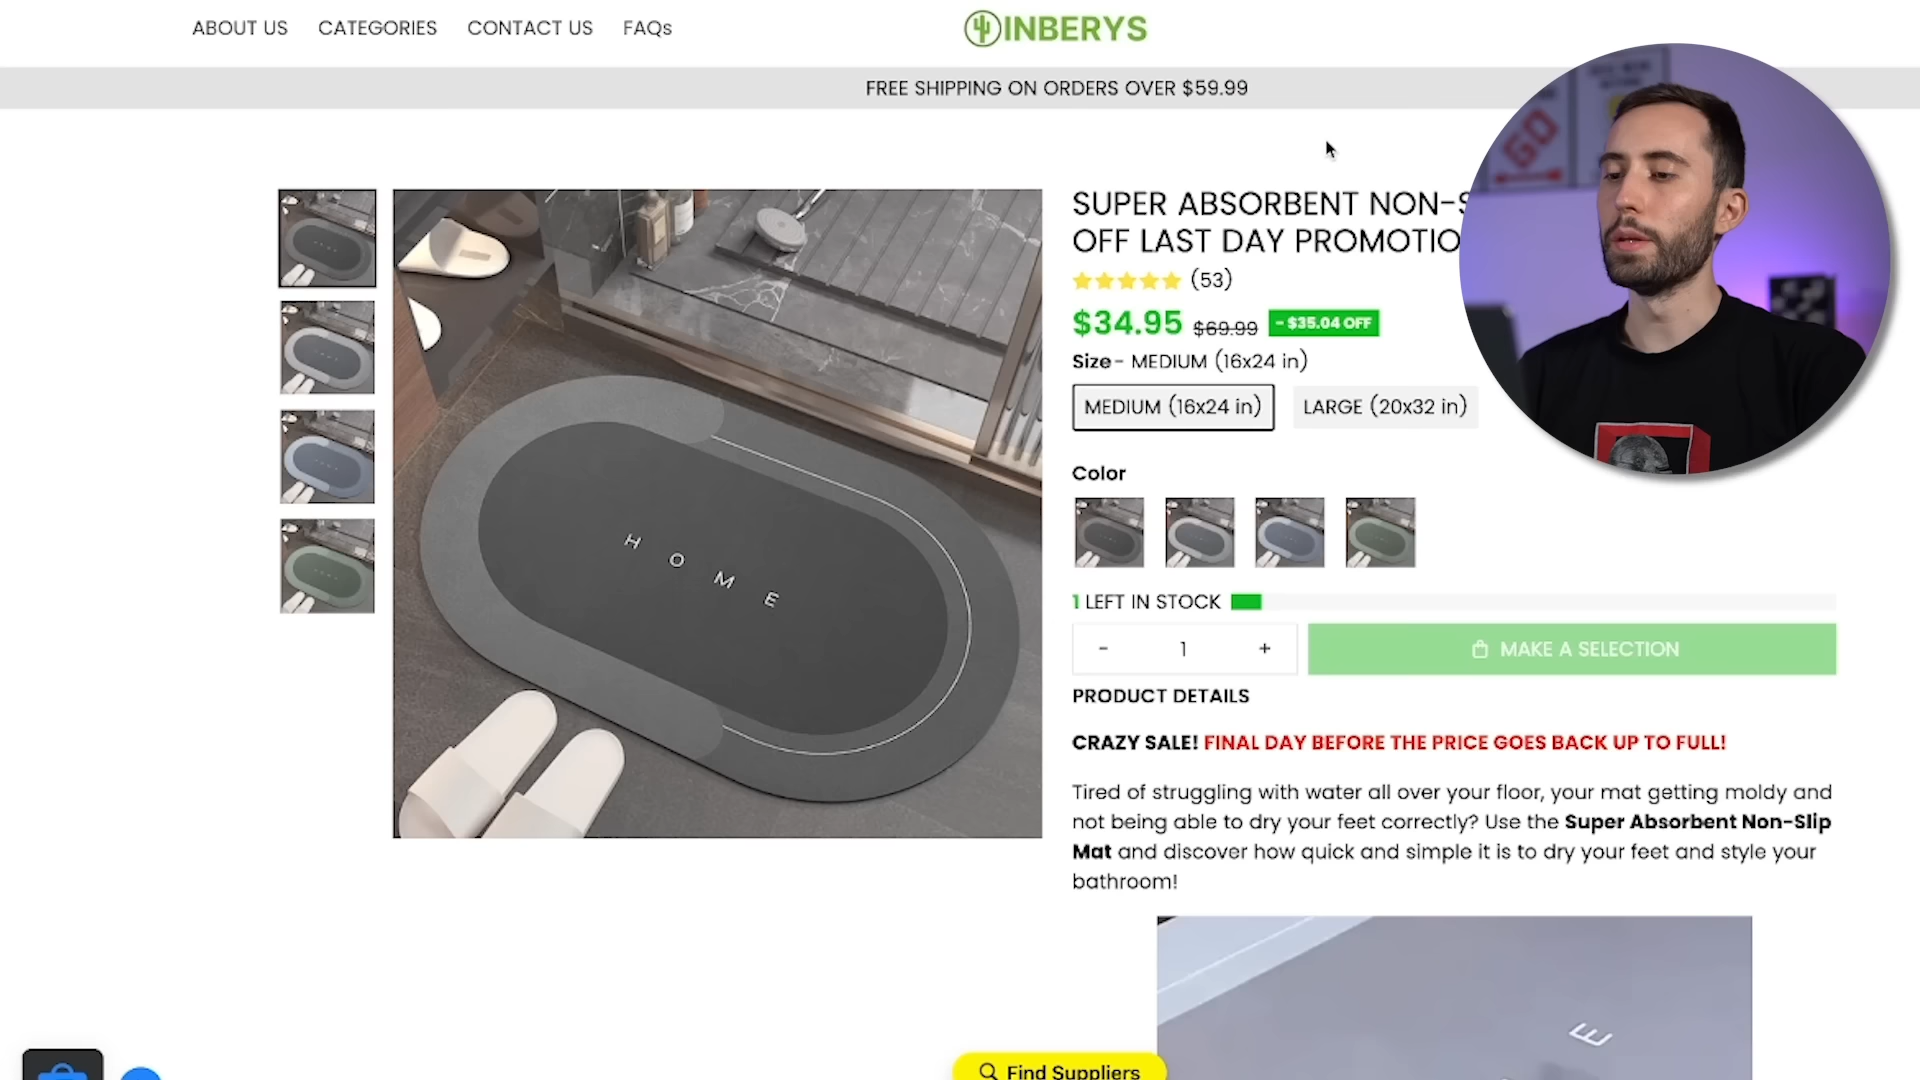 ABOUT US CATEGORIES CONTACT US FAQs
INBERYS
FREE SHIPPING ON ORDERS OVER $59.99
GO
SUPER ABSORBENT NON-S
OFF LAST DAY PROMOTIO
(53)
$34.95 $69.99 - $35.04 OFF
Size - MEDIUM (16x24 in)
MEDIUM (16x24 in) LARGE (20x32 in)
Color
1 LEFT IN STOCK
- 1 + MAKE A SELECTION
PRODUCT DETAILS
CRAZY SALE! FINAL DAY BEFORE THE PRICE GOES BACK UP TO FULL!
Tired of struggling with water all over your floor, your mat getting moldy and
not being able to dry your feet correctly? Use the Super Absorbent Non-Slip
Mat and discover how quick and simple it is to dry your feet and style your
bathroom!
HOME
E
Find Suppliers